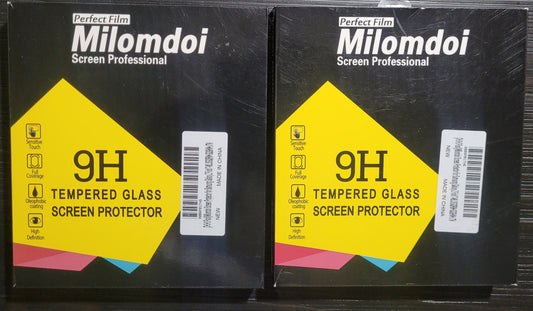 Perfect Film
Milomdoi
Screen Professional
Sensitive
Touch
Full
Coverage
Oleophobic
coating
High
Definition
9H
TEMPERED GLASS
SCREEN PROTECTOR
MADE IN CHINA
NEW
Perfect Film
Milomdoi
Screen Professional
Sensitive
Touch
Full
Coverage
Oleophobic
coating
High
Definition
9H
TEMPERED GLASS
SCREEN PROTECTOR
NEW
MADE IN CHINA